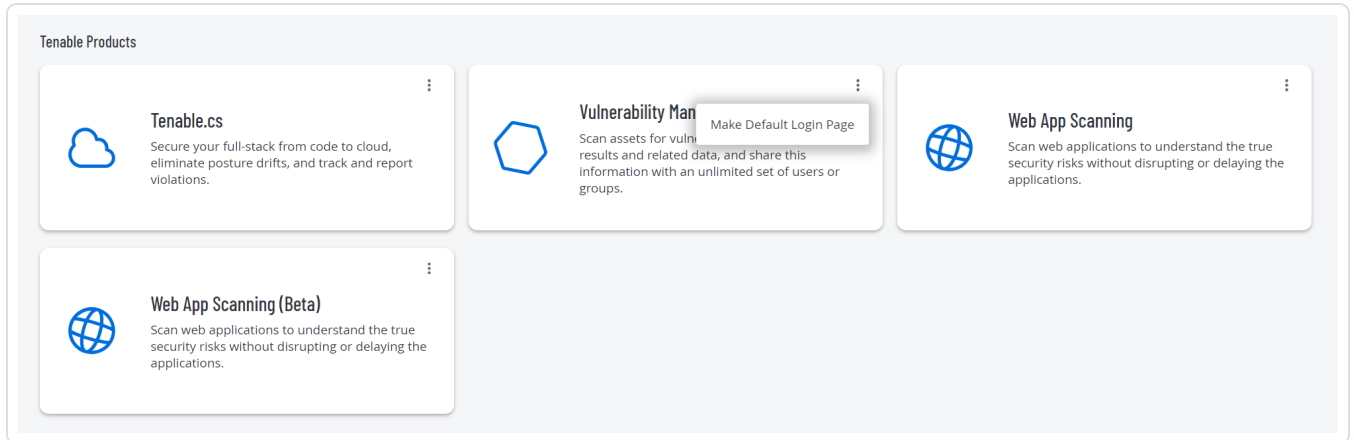 Tenable Products
Tenable.cs
Secure your full-stack from code to cloud,
eliminate posture drifts, and track and report
violations.
Vulnerability Man
Make Default Login Page
Scan assets for vuln
results and related data, and share this
information with an unlimited set of users or
groups.
Web App Scanning
Scan web applications to understand the true
security risks without disrupting or delaying the
applications.
Web App Scanning (Beta)
Scan web applications to understand the true
security risks without disrupting or delaying the
applications.